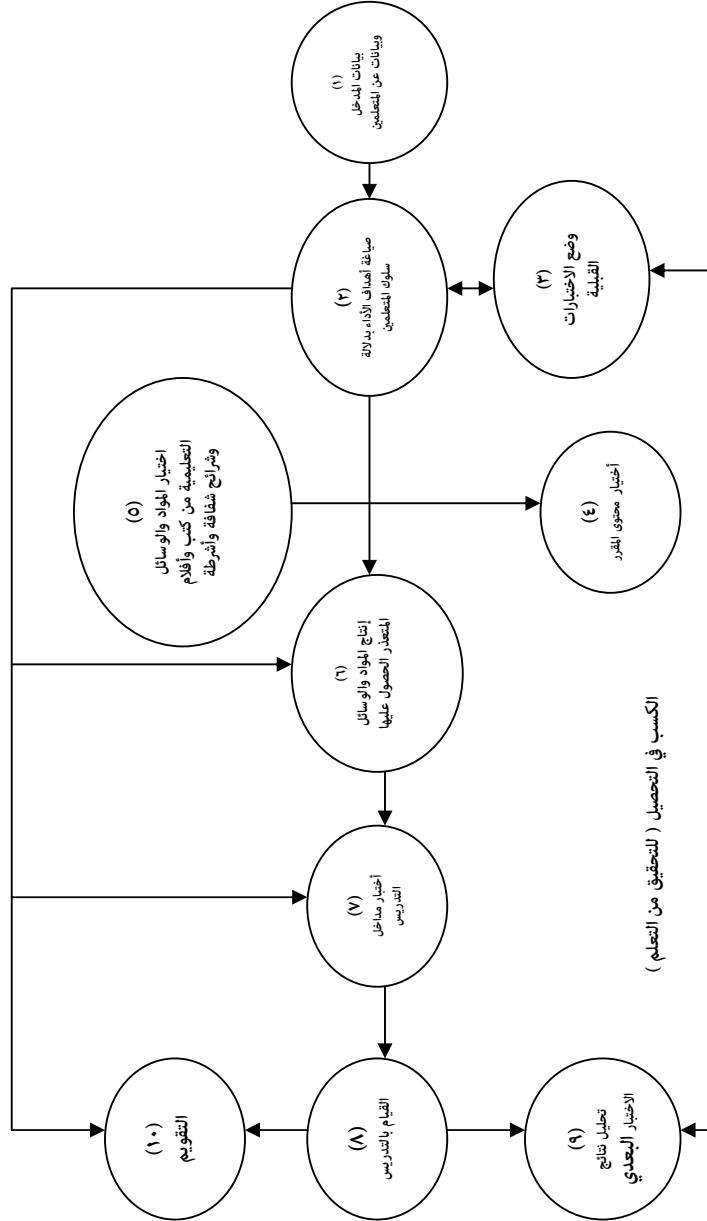 (١)
بيانات المدخل
وبيانات عن المتعلمين
(٢)
صياغة أهداف الأداء بدلالة
سلوك المتعلمين
(٣)
وضع الاختبارات
القبلية
(٤)
أختيار محتوى المقرر
(٥)
اختيار المواد والوسائل
التعليمية من كتب وأفلام
وشرائح شفافة وأشرطة
(٦)
إنتاج المواد والوسائل
المتعذر الحصول عليها
(٧)
أختبار مداخل
التدريس
(٨)
القيام بالتدريس
(٩)
تحليل نتائج
الاختبار البعدي
(١٠)
التقويم
الكسب في التحصيل ( للتحقيق من التعلم )